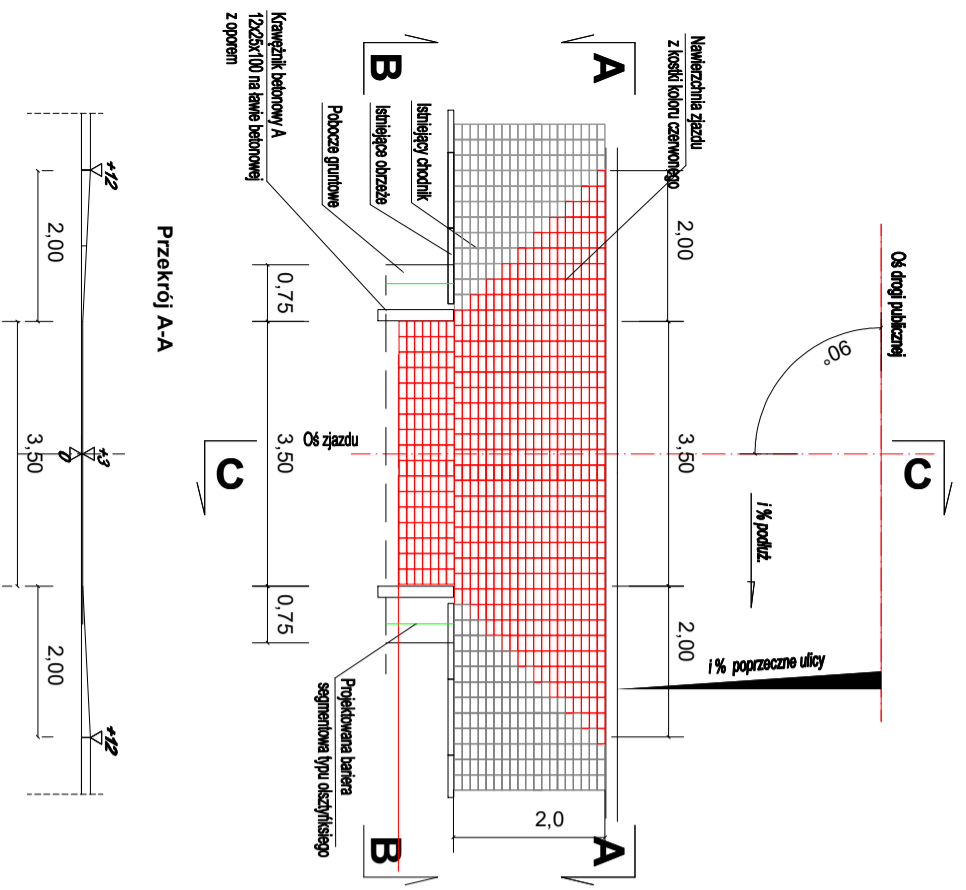 Krawężnik betonowy A
12x25x100 na ławie betonowej
z oporem
Pobocze gruntowe
Istniejące obrzeże
Istniejący chodnik
Nawierzchnia zjazdu
z kostki koloru czerwonego
Oś drogi publicznej
A
B
2,00
3,50
2,00
0,75
3,50
0,75
90°
Oś zjazdu
C
C
i % podłuż.
i % poprzeczne ulicy
Projektowana bariera
segmentowa typu olsztyńksiego
2,0
A
B
Przekrój A-A
+12
2,00
+3
0
3,50
2,00
+12